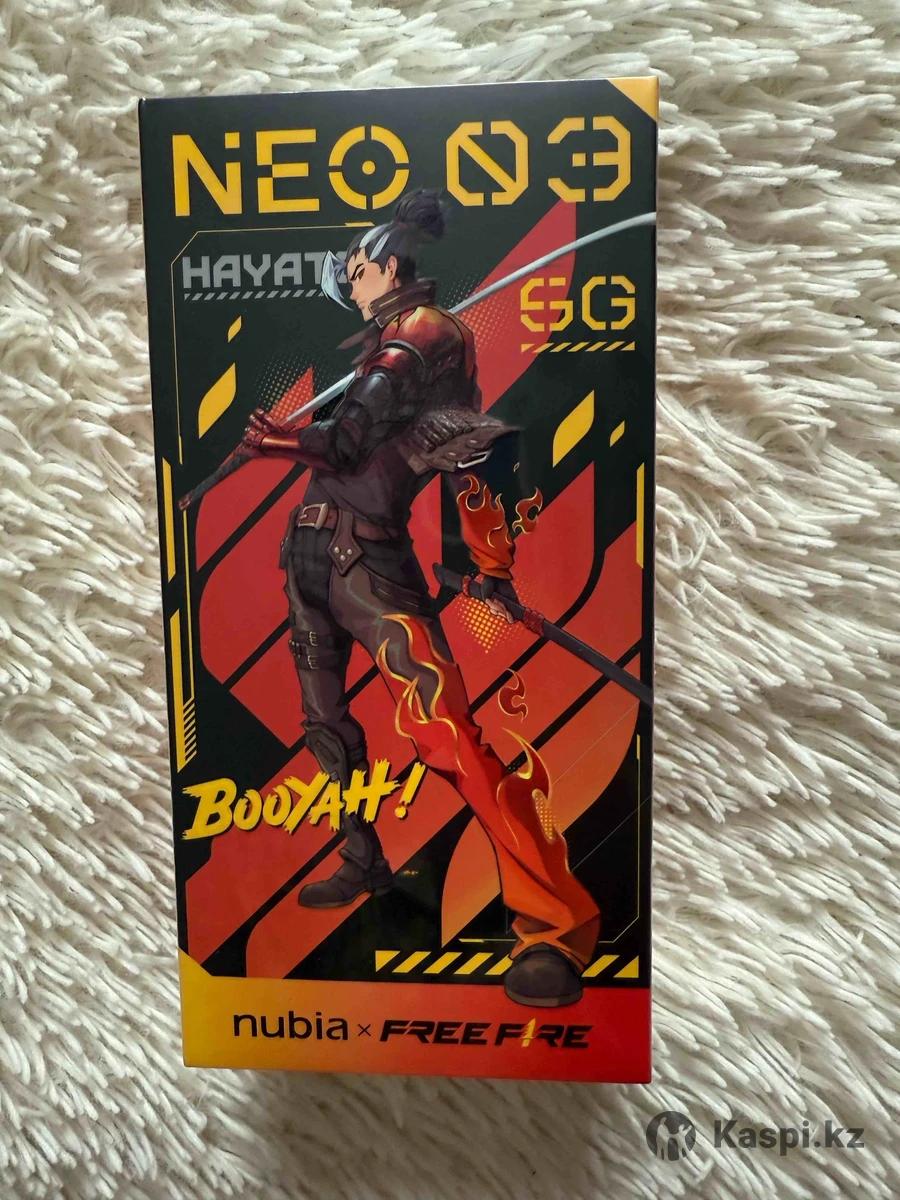 NEO 03
HAYAT
5G
BOOYAH!
nubia × FREE FIRE
Kaspi.kz